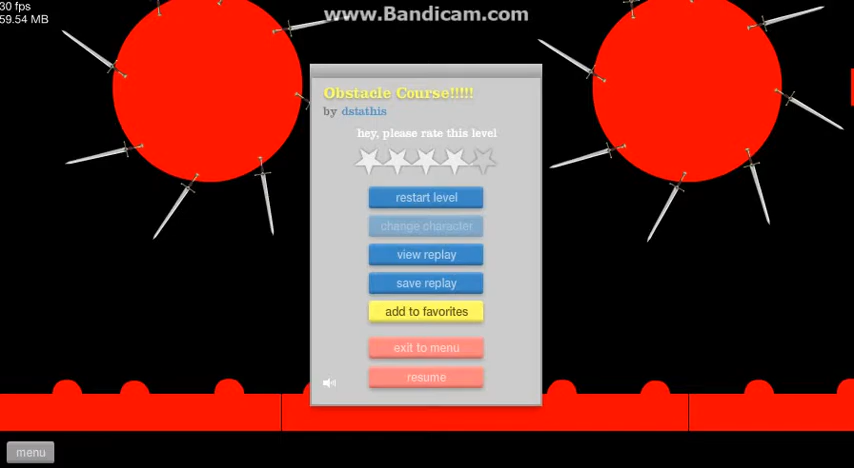 30 fps
59.54 MB
www.Bandicam.com
Obstacle Course!!!!!
by dstathis
hey, please rate this level
restart level
change character
view replay
save replay
add to favorites
exit to menu
resume
menu